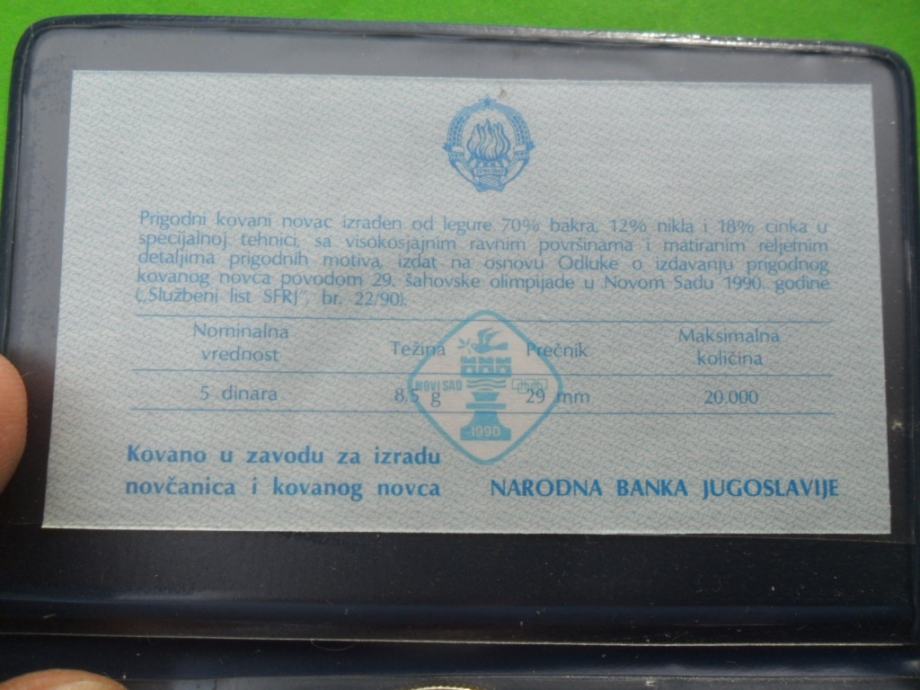 Prigodni kovani novac izrađen od legure 70% bakra, 12% nikla i 18% cinka u
specijalnoj tehnici, sa visokosjajnim ravnim površinama i matiranim reljefnim
detaljima prigodnih motiva, izdat na osnovu Odluke o izdavanju prigodnog
kovanog novca povodom 29. šahovske olimpijade u Novom Sadu 1990. godine
(„Službeni list SFRJ”, br. 22/90).
Nominalna vrednost
Težina
Prečnik
Maksimalna količina
5 dinara
8,5 g
29 mm
20.000
NOVI SAD
1990
Kovano u zavodu za izradu
novčanica i kovanog novca
NARODNA BANKA JUGOSLAVIJE